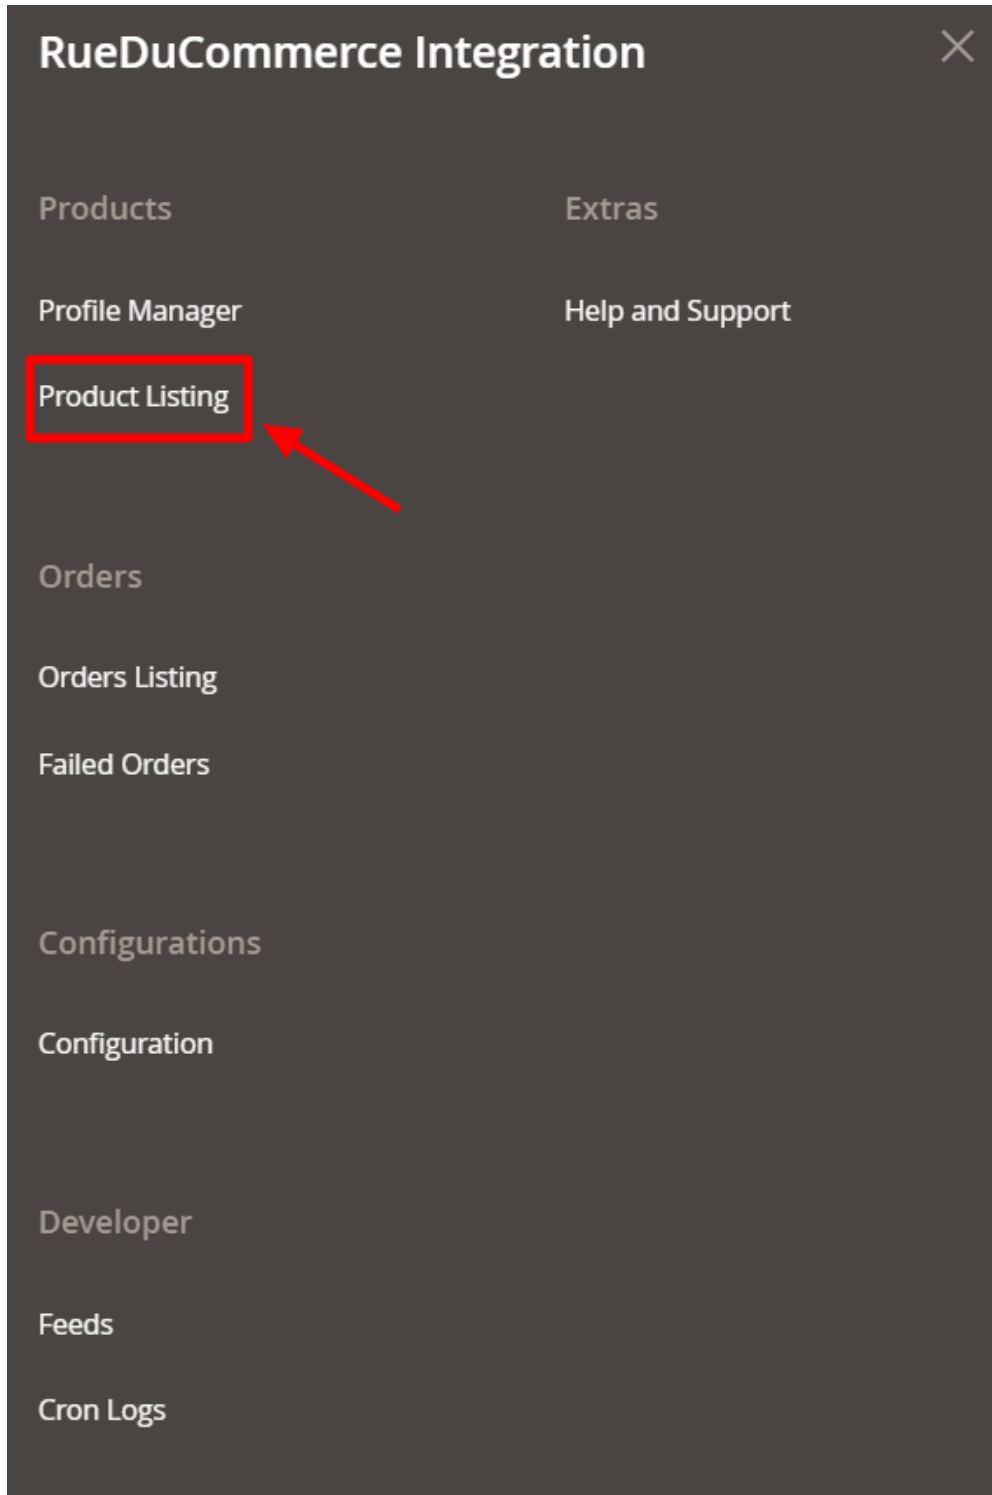 RueDuCommerce Integration
Products
Profile Manager
Product Listing
Extras
Help and Support
Orders
Orders Listing
Failed Orders
Configurations
Configuration
Developer
Feeds
Cron Logs